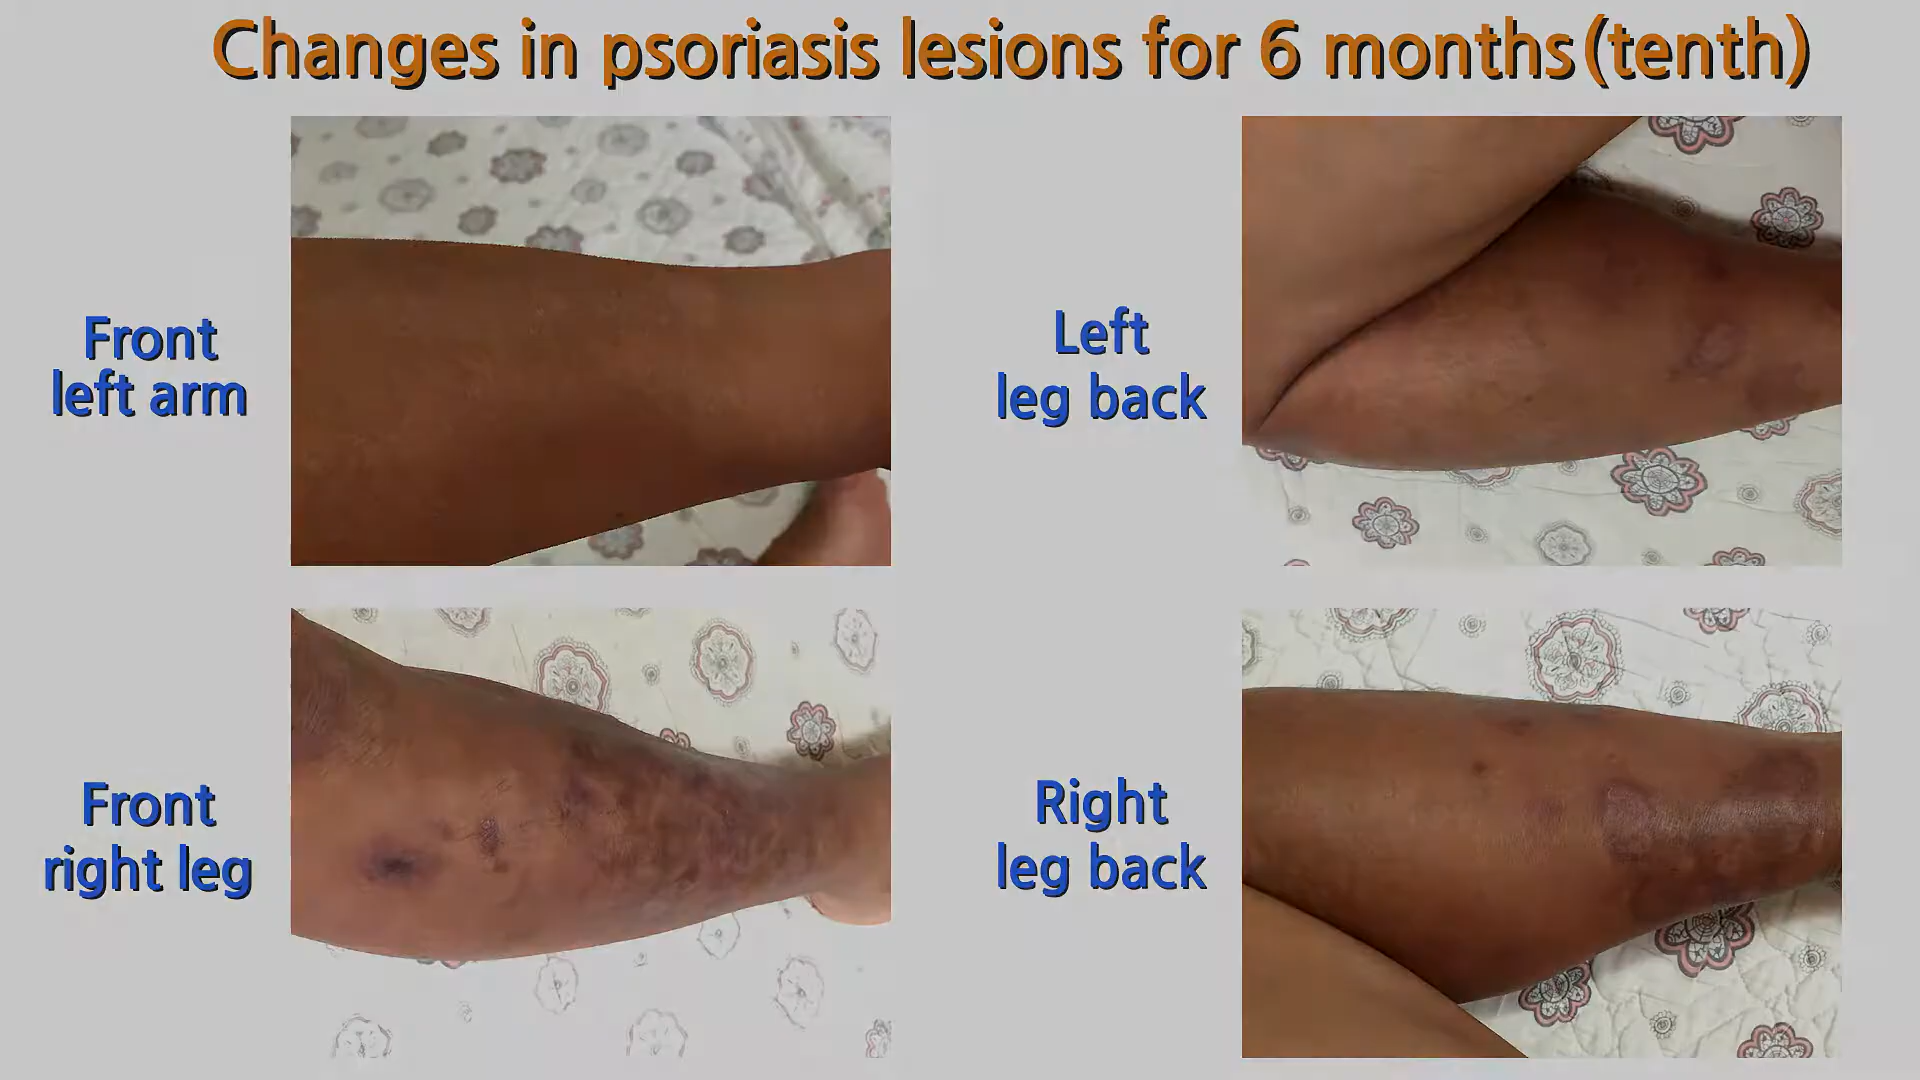 Changes in psoriasis lesions for 6 months(tenth)
Front
left arm
Left
leg back
Front
right leg
Right
leg back